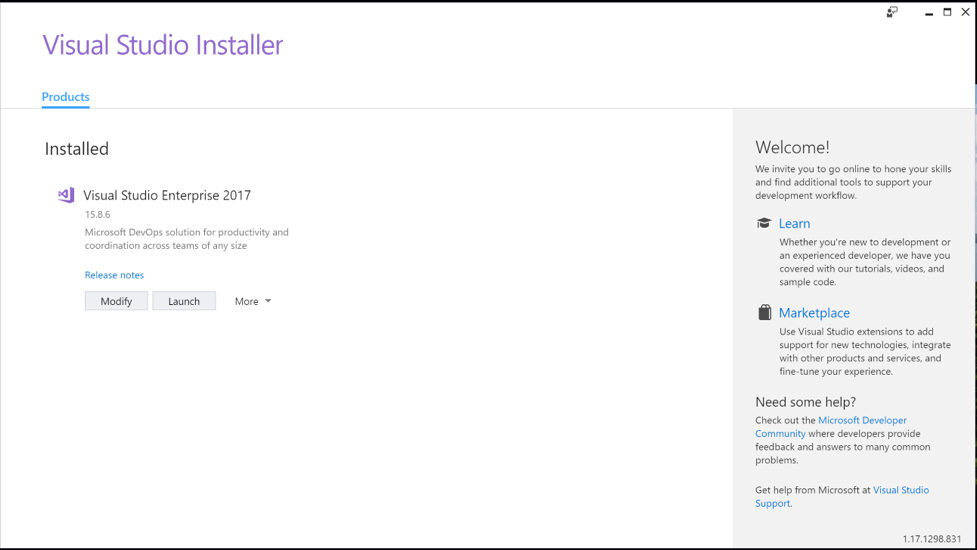 Visual Studio Installer
Products
Installed
Visual Studio Enterprise 2017
15.8.6
Microsoft DevOps solution for productivity and
coordination across teams of any size
Release notes
Modify
Launch
More
Welcome!
We invite you to go online to hone your skills
and find additional tools to support your
development workflow.
Learn
Whether you're new to development or
an experienced developer, we have you
covered with our tutorials, videos, and
sample code.
Marketplace
Use Visual Studio extensions to add
support for new technologies, integrate
with other products and services, and
fine-tune your experience.
Need some help?
Check out the Microsoft Developer
Community where developers provide
feedback and answers to many common
problems.
Get help from Microsoft at Visual Studio
Support.
1.17.1298.831